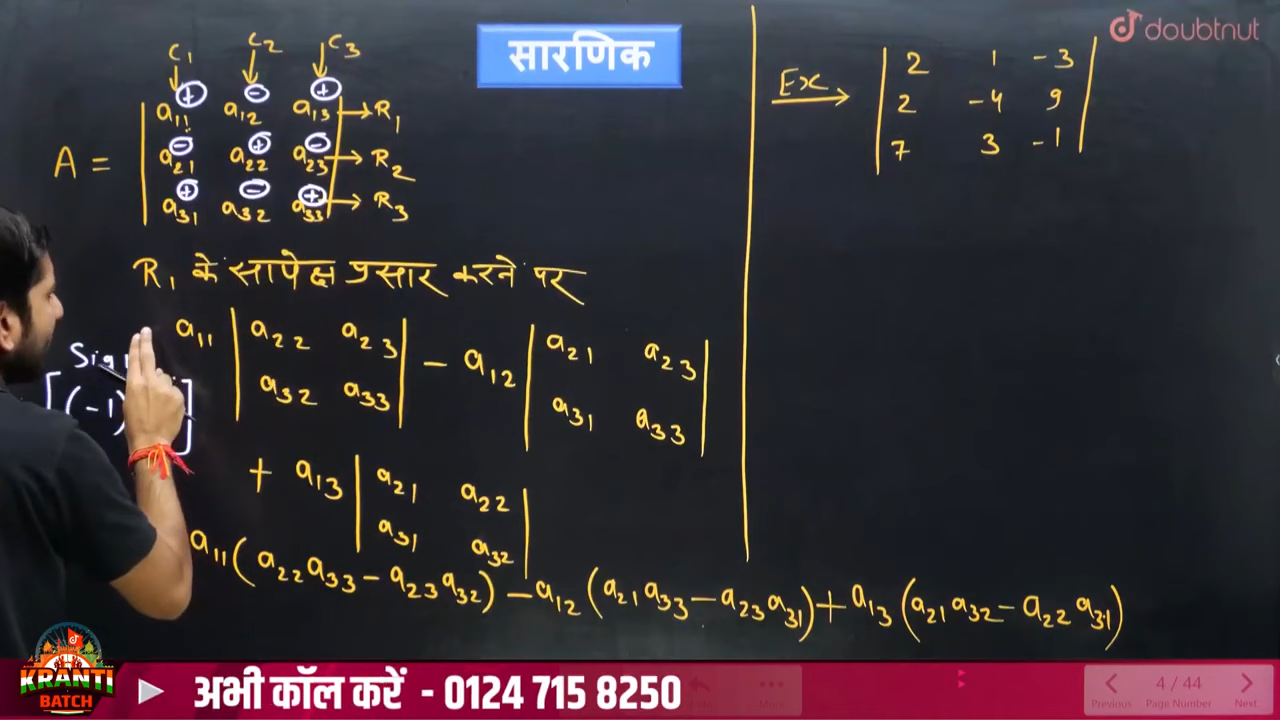 सारणिक
doubtnut
C₁ C₂ C₃
+ - +
a₁₁ a₁₂ a₁₃ → R₁
- + -
A = a₂₁ a₂₂ a₂₃ → R₂
+ - +
a₃₁ a₃₂ a₃₃ → R₃
R₁ के सापेक्ष प्रसार करने पर
a₁₁ | a₂₂ a₂₃ | - a₁₂ | a₂₁ a₂₃ |
| a₃₂ a₃₃ | | a₃₁ a₃₃ |
+ a₁₃ | a₂₁ a₂₂ |
| a₃₁ a₃₂ |
a₁₁(a₂₂a₃₃ - a₂₃a₃₂) - a₁₂(a₂₁a₃₃ - a₂₃a₃₁) + a₁₃(a₂₁a₃₂ - a₂₂a₃₁)
[(-1) ]
Ex → | 2 1 -3 |
| 2 -4 9 |
| 7 3 -1 |
KRANTI
BATCH
अभी कॉल करें - 0124 715 8250
Previous 4 / 44 Next
Page Number
More